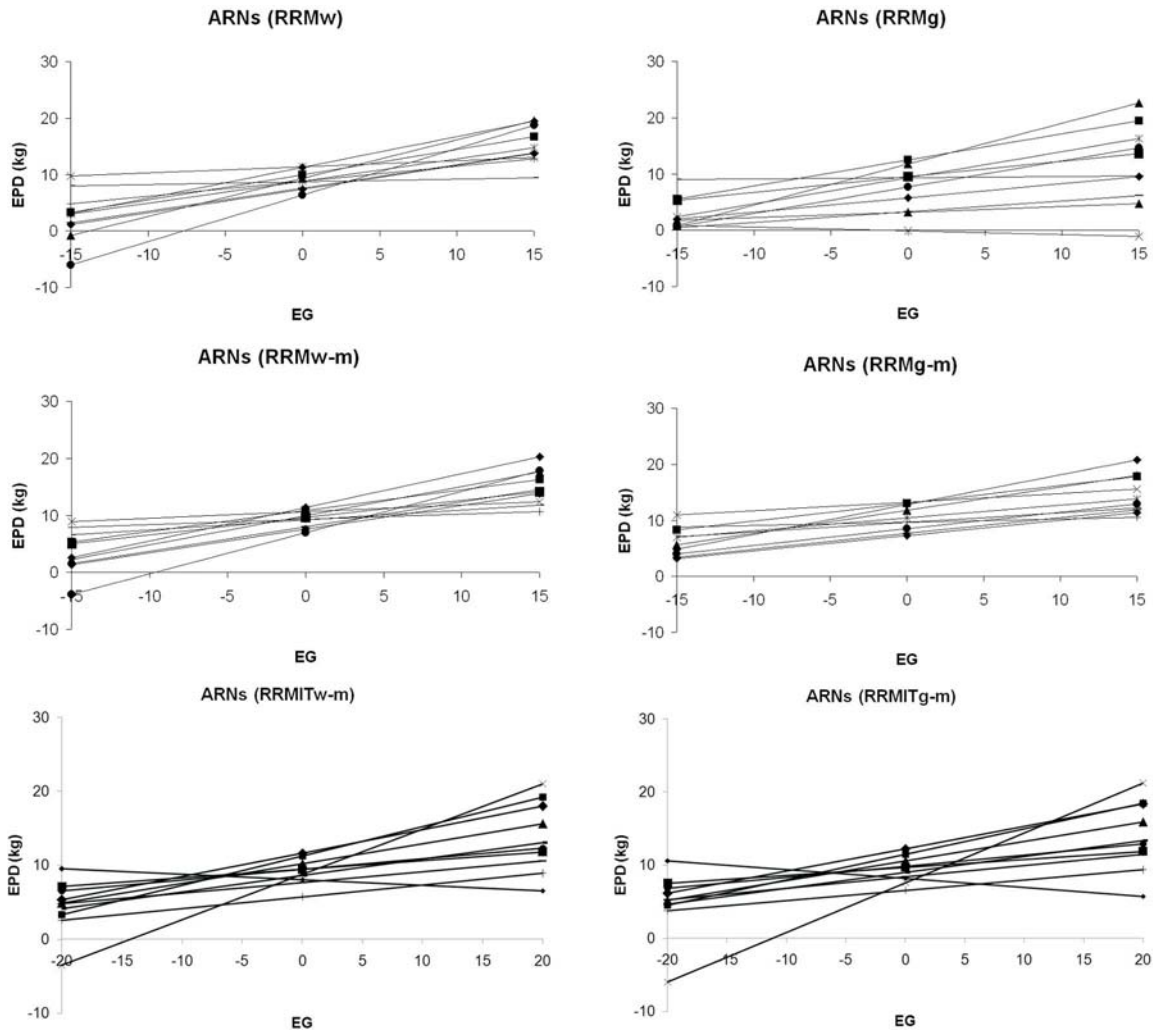 ARNs (RRMw)
30
20
10
0
-10
EPD (kg)
-15 -10 -5 0 5 10 15
EG
ARNs (RRMg)
30
20
10
0
-10
EPD (kg)
-15 -10 -5 0 5 10 15
EG
ARNs (RRMw-m)
30
20
10
0
-10
EPD (kg)
-15 -10 -5 0 5 10 15
EG
ARNs (RRMg-m)
30
20
10
0
-10
EPD (kg)
-15 -10 -5 0 5 10 15
EG
ARNs (RRMITw-m)
30
20
10
0
-10
EPD (kg)
-20 -15 -10 -5 0 5 10 15 20
EG
ARNs (RRMITg-m)
30
20
10
0
-10
EPD (kg)
-20 -15 -10 -5 0 5 10 15 20
EG